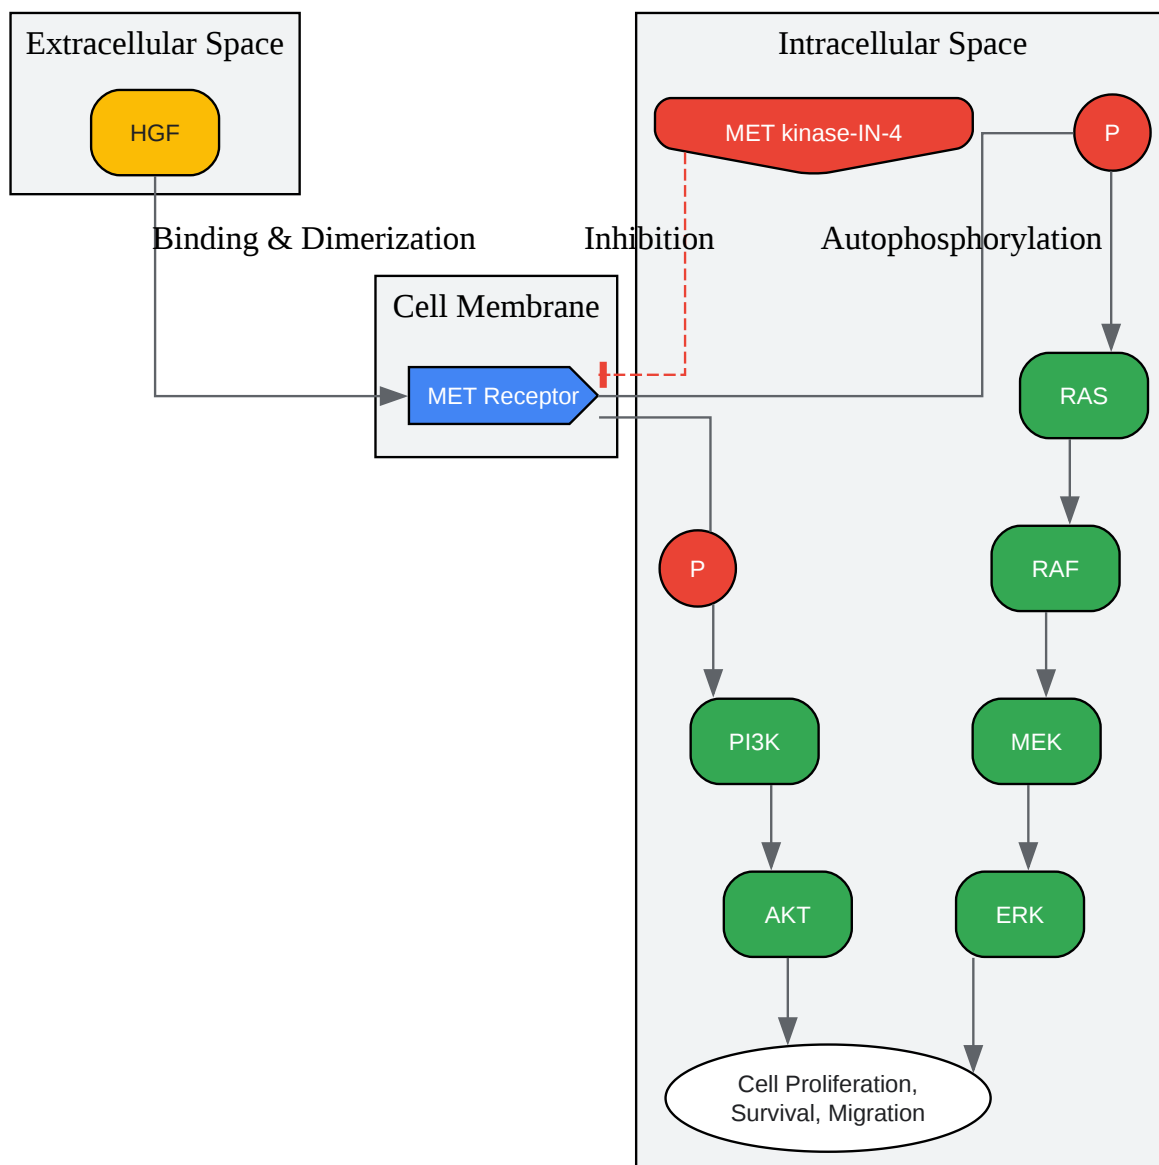 Extracellular Space
Intracellular Space
HGF
MET kinase-IN-4
P
Binding & Dimerization
Inhibition
Autophosphorylation
Cell Membrane
MET Receptor
RAS
P
RAF
PI3K
MEK
AKT
ERK
Cell Proliferation,
Survival, Migration